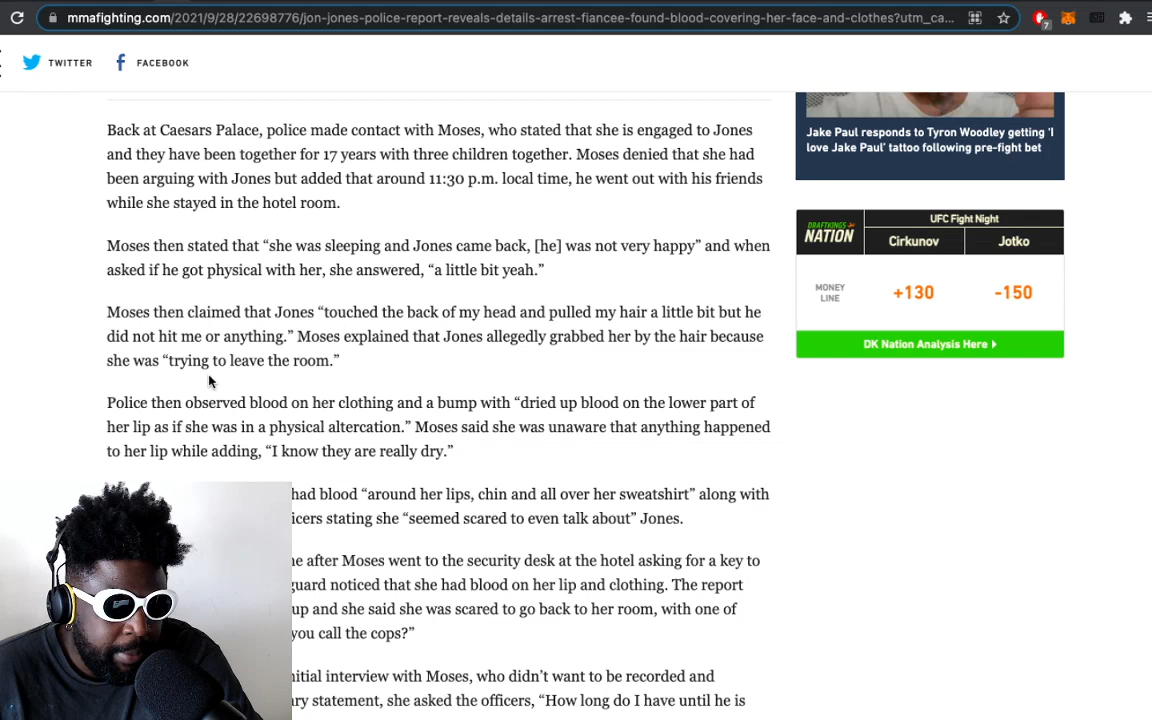 mmafighting.com/2021/9/28/22698776/jon-jones-police-report-reveals-details-arrest-fiancee-found-blood-covering-her-face-and-clothes?utm_ca...
7
TWITTER
FACEBOOK
Back at Caesars Palace, police made contact with Moses, who stated that she is engaged to Jones
and they have been together for 17 years with three children together. Moses denied that she had
been arguing with Jones but added that around 11:30 p.m. local time, he went out with his friends
while she stayed in the hotel room.
Moses then stated that “she was sleeping and Jones came back, [he] was not very happy” and when
asked if he got physical with her, she answered, “a little bit yeah.”
Moses then claimed that Jones “touched the back of my head and pulled my hair a little bit but he
did not hit me or anything.” Moses explained that Jones allegedly grabbed her by the hair because
she was “trying to leave the room.”
Police then observed blood on her clothing and a bump with “dried up blood on the lower part of
her lip as if she was in a physical altercation.” Moses said she was unaware that anything happened
to her lip while adding, “I know they are really dry.”
had blood “around her lips, chin and all over her sweatshirt” along with
icers stating she “seemed scared to even talk about” Jones.
ne after Moses went to the security desk at the hotel asking for a key to
guard noticed that she had blood on her lip and clothing. The report
up and she said she was scared to go back to her room, with one of
you call the cops?”
nitial interview with Moses, who didn’t want to be recorded and
ry statement, she asked the officers, “How long do I have until he is
Jake Paul responds to Tyron Woodley getting 'I
love Jake Paul' tattoo following pre-fight bet
DRAFTKINGS
NATION
UFC Fight Night
Cirkunov
Jotko
MONEY
LINE
+130
-150
DK Nation Analysis Here